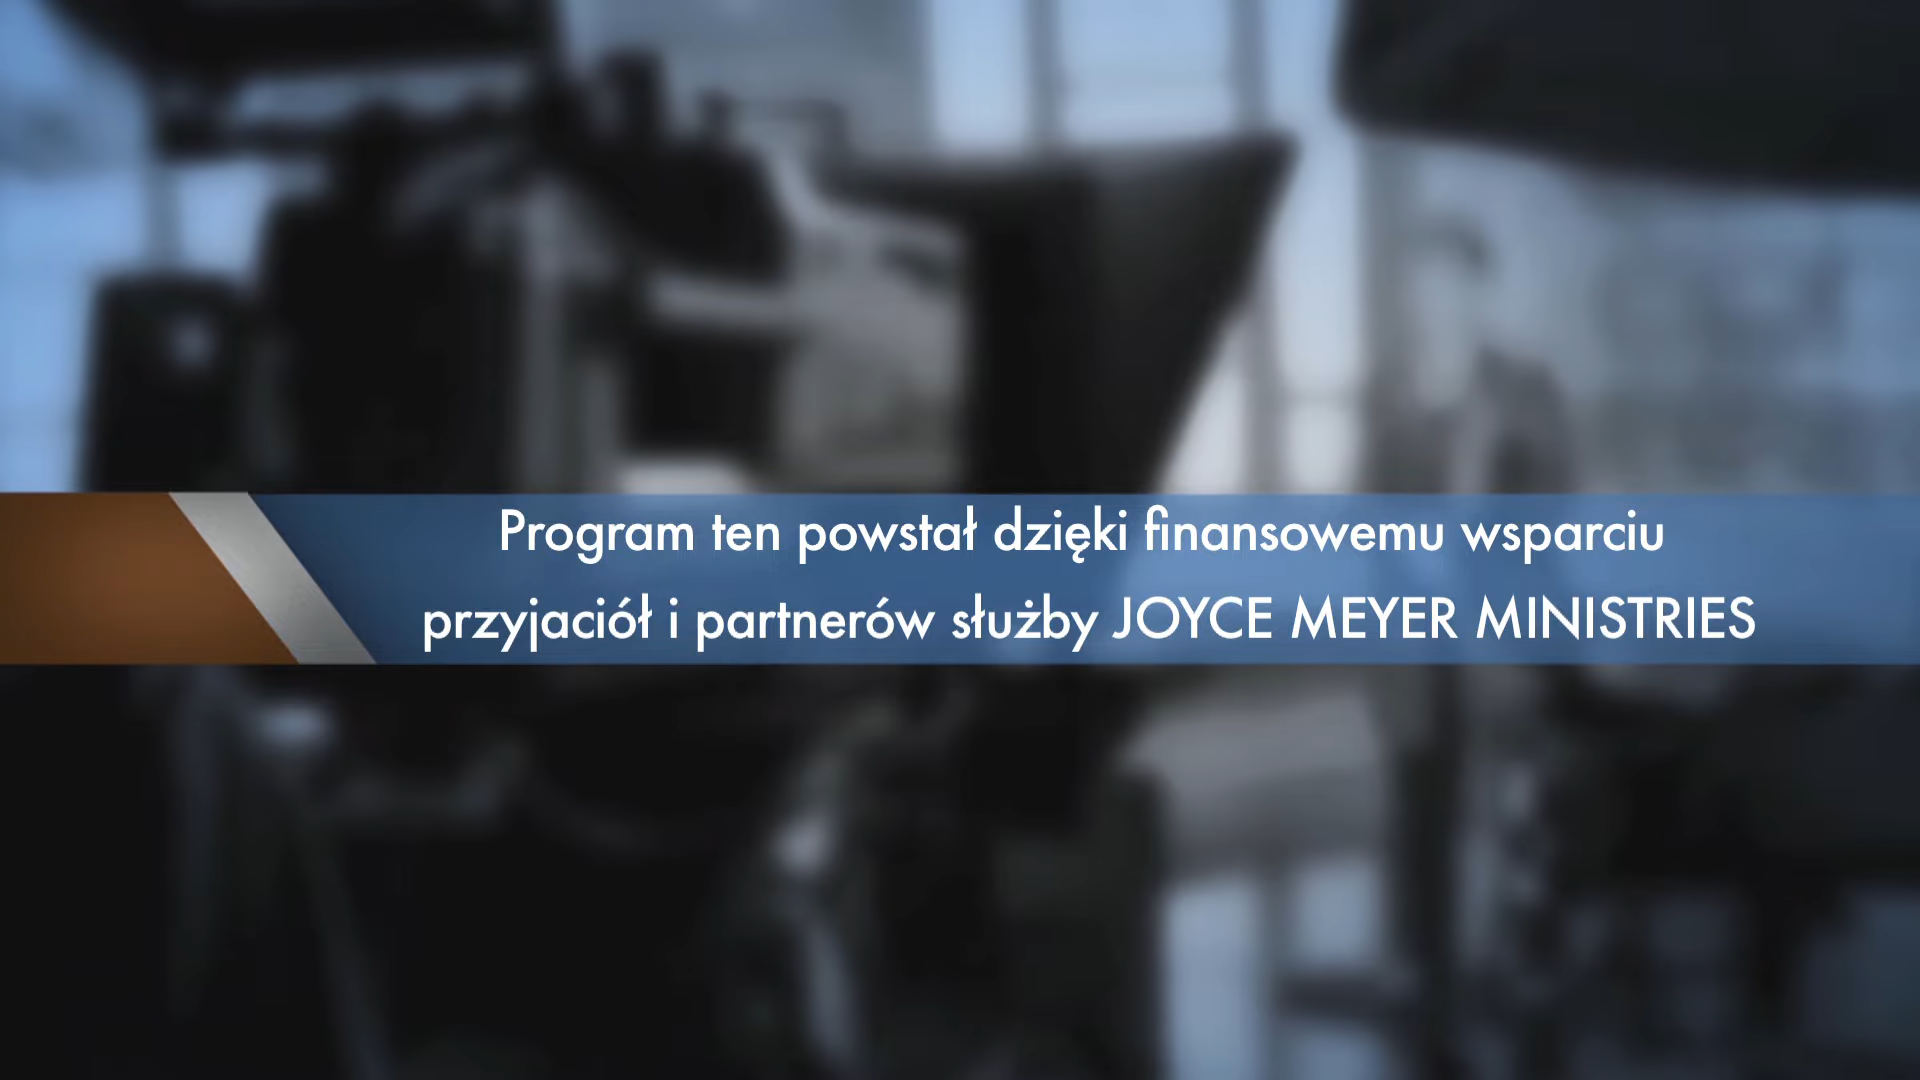 Program ten powstał dzięki finansowemu wsparciu
przyjaciół i partnerów służby JOYCE MEYER MINISTRIES